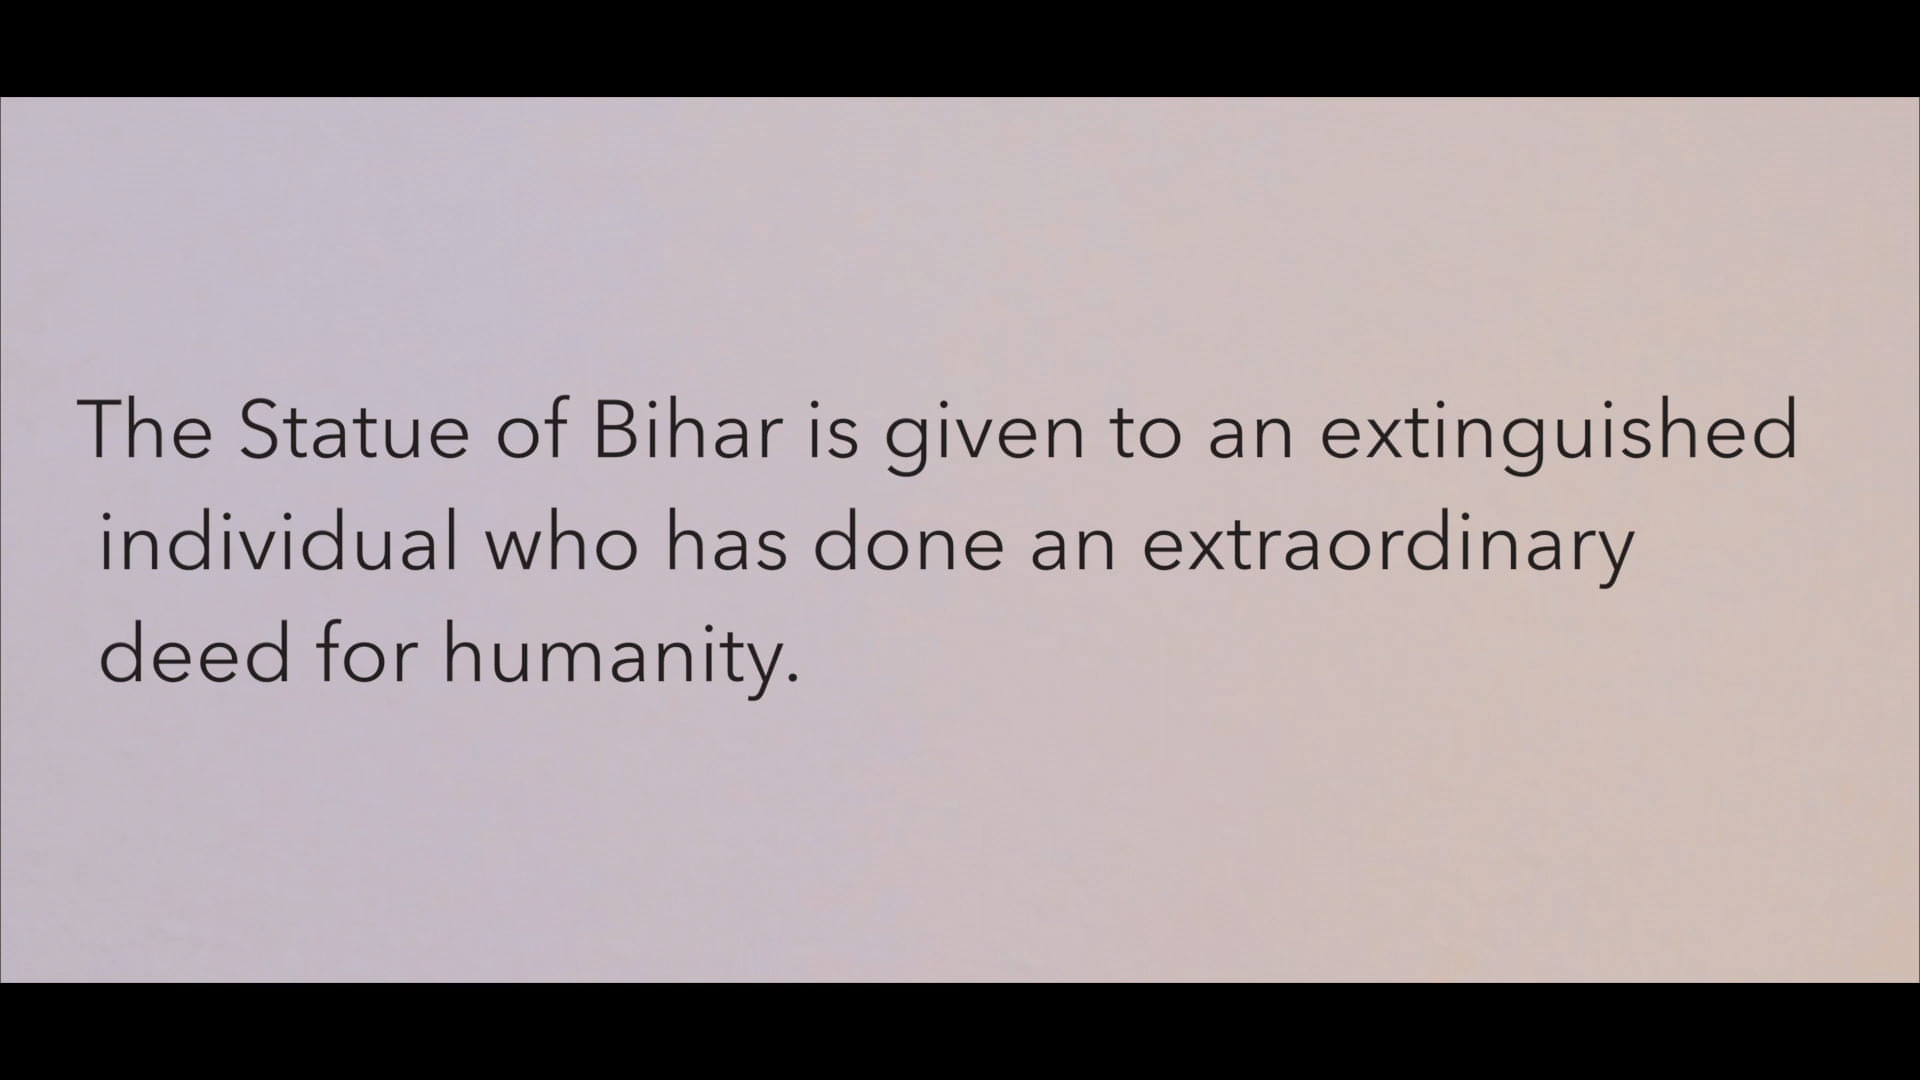 The Statue of Bihar is given to an extinguished
individual who has done an extraordinary
deed for humanity.